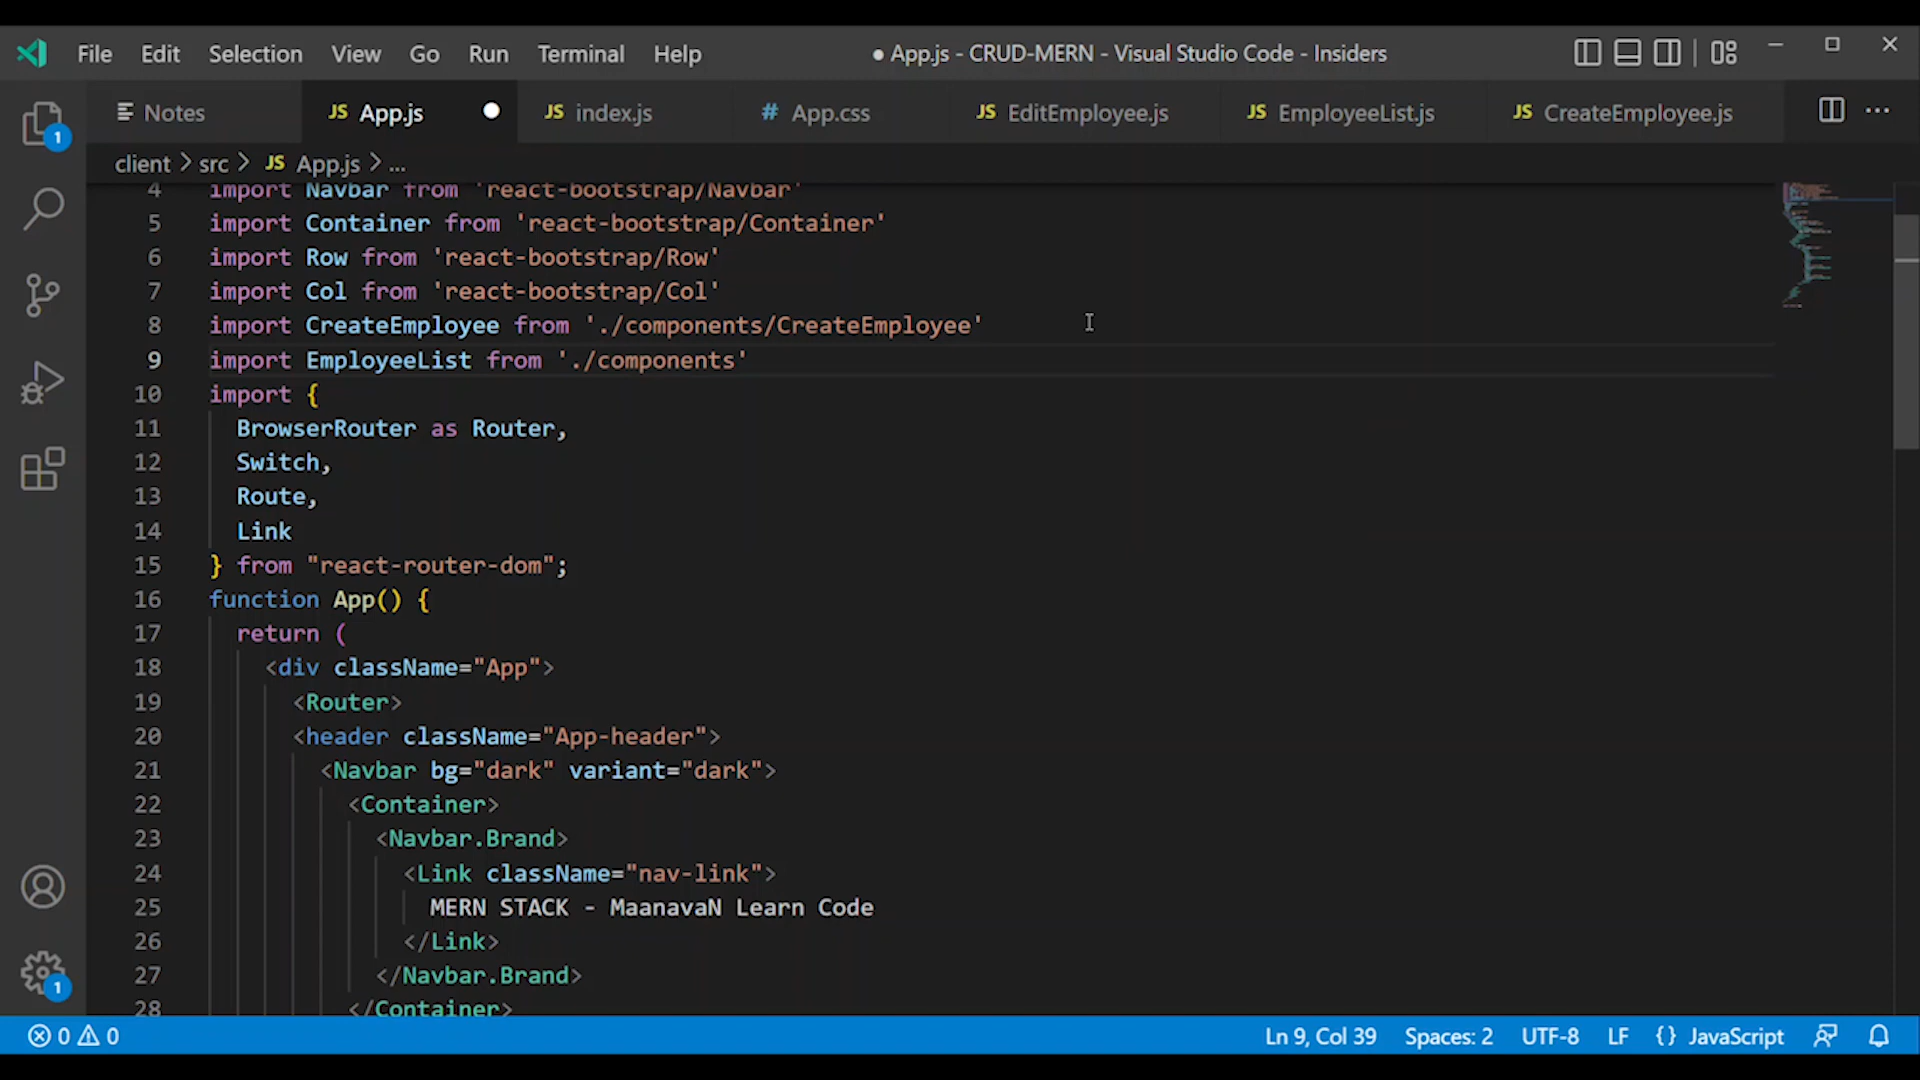 File Edit Selection View Go Run Terminal Help
● App.js - CRUD-MERN - Visual Studio Code - Insiders
Notes JS App.js JS index.js # App.css JS EditEmployee.js JS EmployeeList.js JS CreateEmployee.js ...
1
client > src > JS App.js > ...
4 import Navbar from 'react-bootstrap/Navbar'
5 import Container from 'react-bootstrap/Container'
6 import Row from 'react-bootstrap/Row'
7 import Col from 'react-bootstrap/Col'
8 import CreateEmployee from './components/CreateEmployee'
9 import EmployeeList from './components'
10 import {
11 BrowserRouter as Router,
12 Switch,
13 Route,
14 Link
15 } from "react-router-dom";
16 function App() {
17 return (
18 <div className="App">
19 <Router>
20 <header className="App-header">
21 <Navbar bg="dark" variant="dark">
22 <Container>
23 <Navbar.Brand>
24 <Link className="nav-link">
25 MERN STACK - MaanavaN Learn Code
26 </Link>
27 </Navbar.Brand>
28 </Container>
1
0 0 Ln 9, Col 39 Spaces: 2 UTF-8 LF {} JavaScript